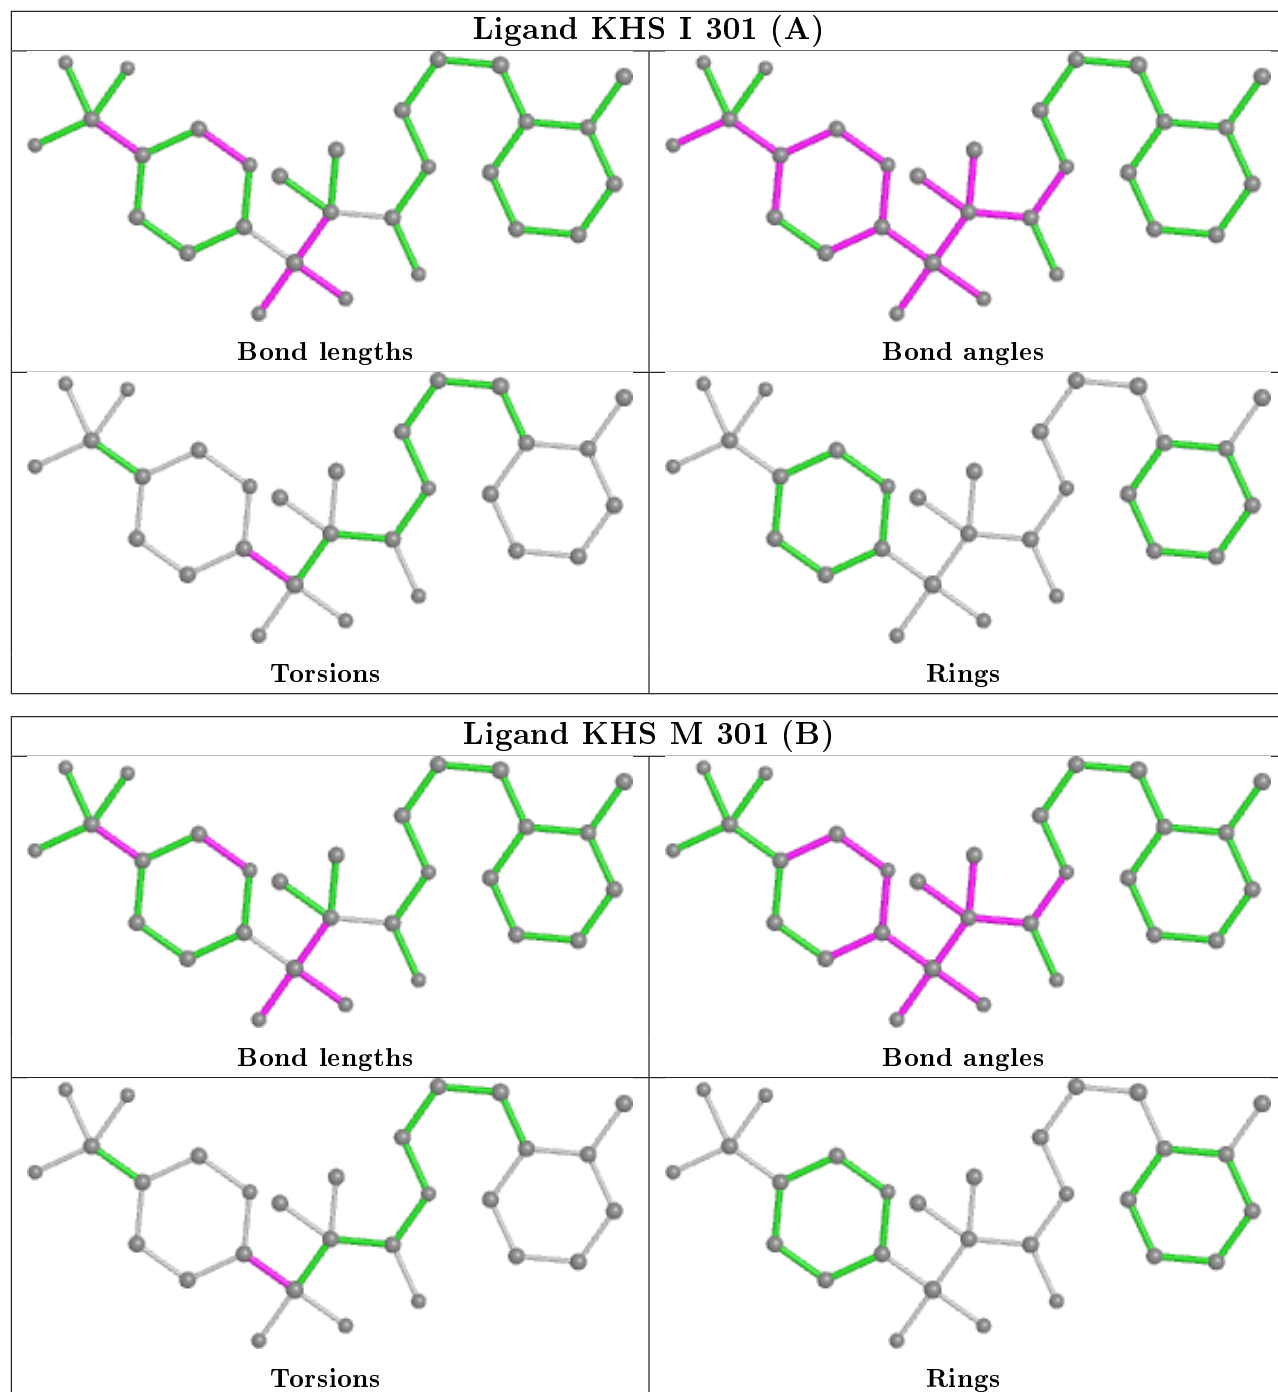 Ligand KHS I 301 (A)
Bond lengths
Bond angles
Torsions
Rings
Ligand KHS M 301 (B)
Bond lengths
Bond angles
Torsions
Rings